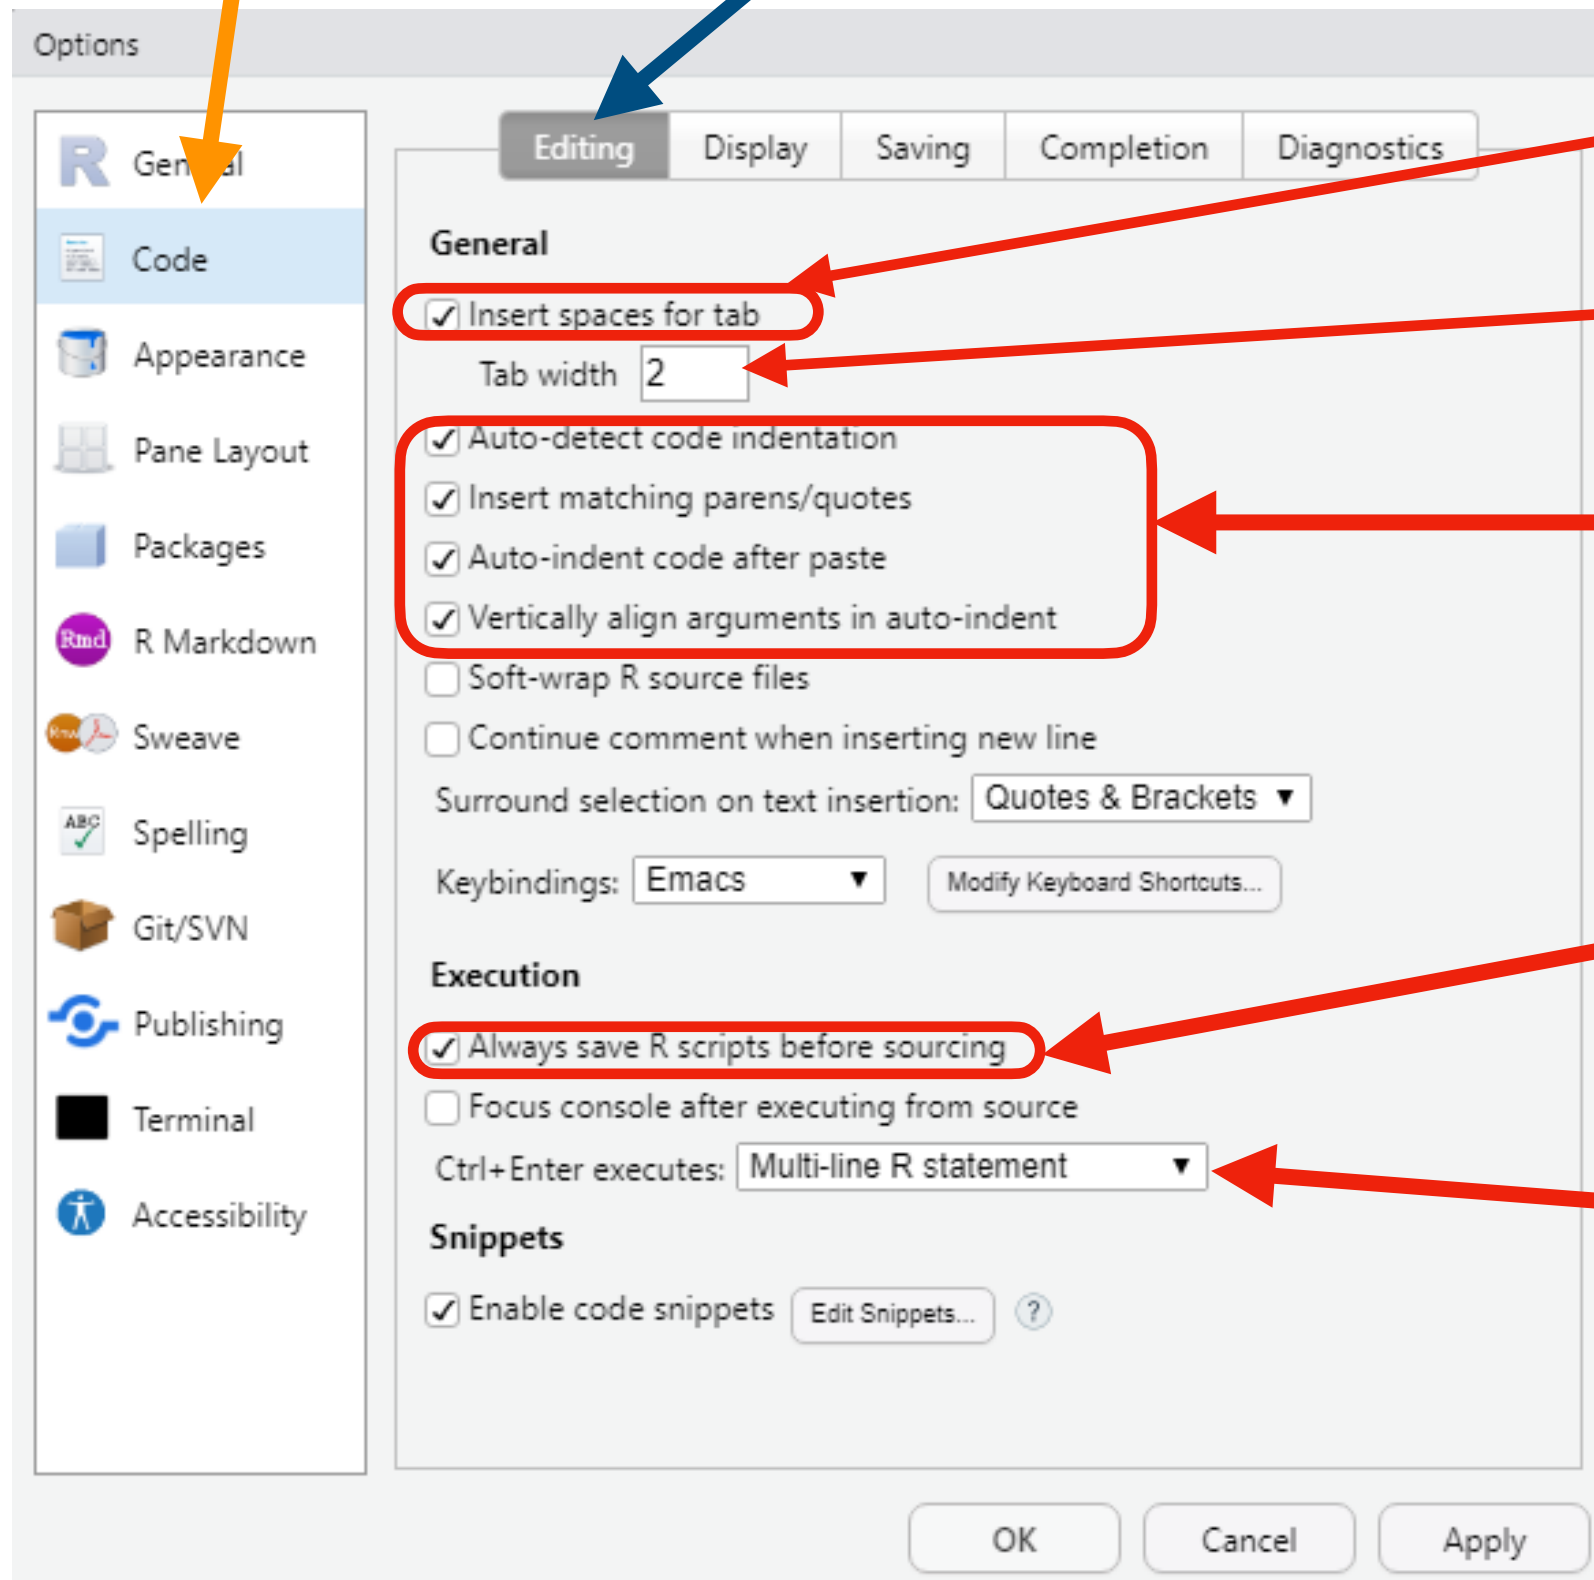 Options
R General
Code
Appearance
Pane Layout
Packages
Rmd R Markdown
Rnw Sweave
ABC Spelling
Git/SVN
Publishing
Terminal
Accessibility
Editing Display Saving Completion Diagnostics
General
Insert spaces for tab
Tab width 2
Auto-detect code indentation
Insert matching parens/quotes
Auto-indent code after paste
Vertically align arguments in auto-indent
Soft-wrap R source files
Continue comment when inserting new line
Surround selection on text insertion: Quotes & Brackets
Keybindings: Emacs Modify Keyboard Shortcuts...
Execution
Always save R scripts before sourcing
Focus console after executing from source
Ctrl+Enter executes: Multi-line R statement
Snippets
Enable code snippets Edit Snippets... ?
OK Cancel Apply